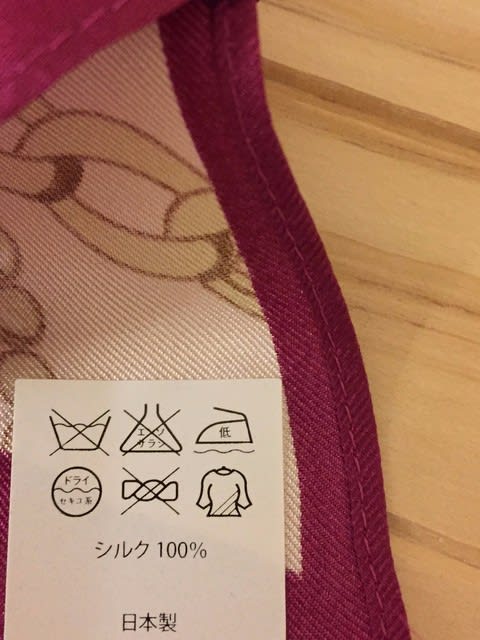 エンソ
サラシ
低
ドライ
セキユ系
シルク 100%
日本製